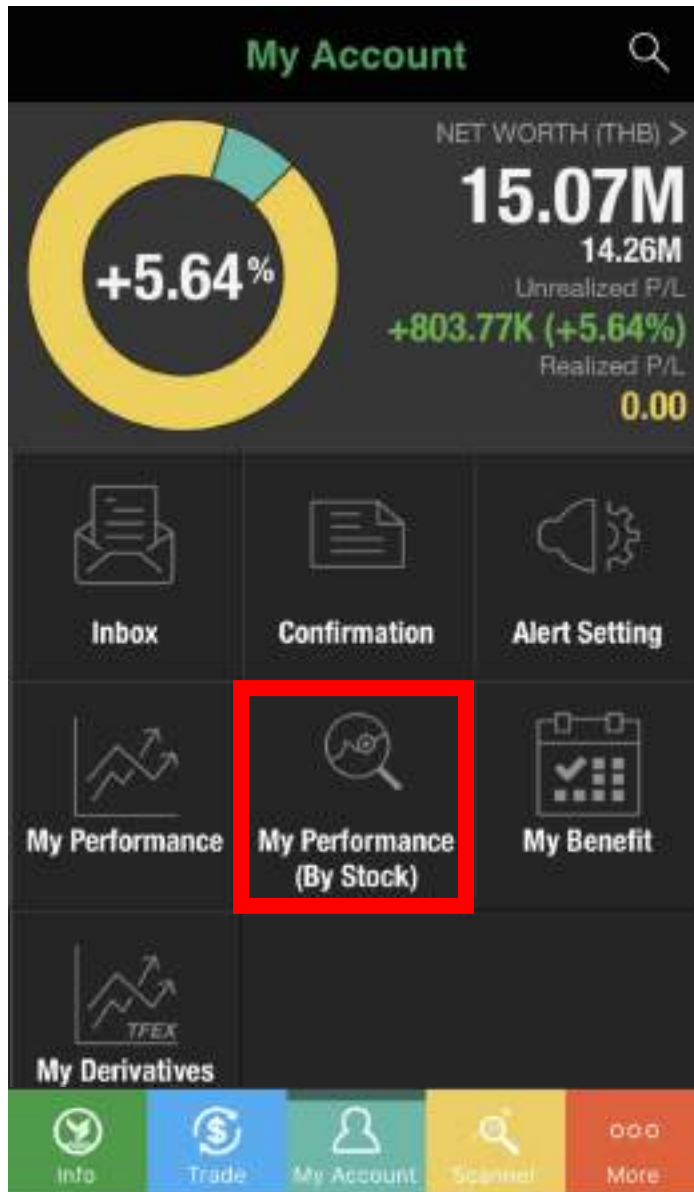 My Account
NET WORTH (THB) >
15.07M
14.26M
+5.64%
Unrealized P/L
+803.77K (+5.64%)
Realized P/L
0.00
Inbox
Confirmation
Alert Setting
My Performance
My Performance
(By Stock)
My Benefit
TFEX
My Derivatives
Info
Trade
My Account
Scanner
More